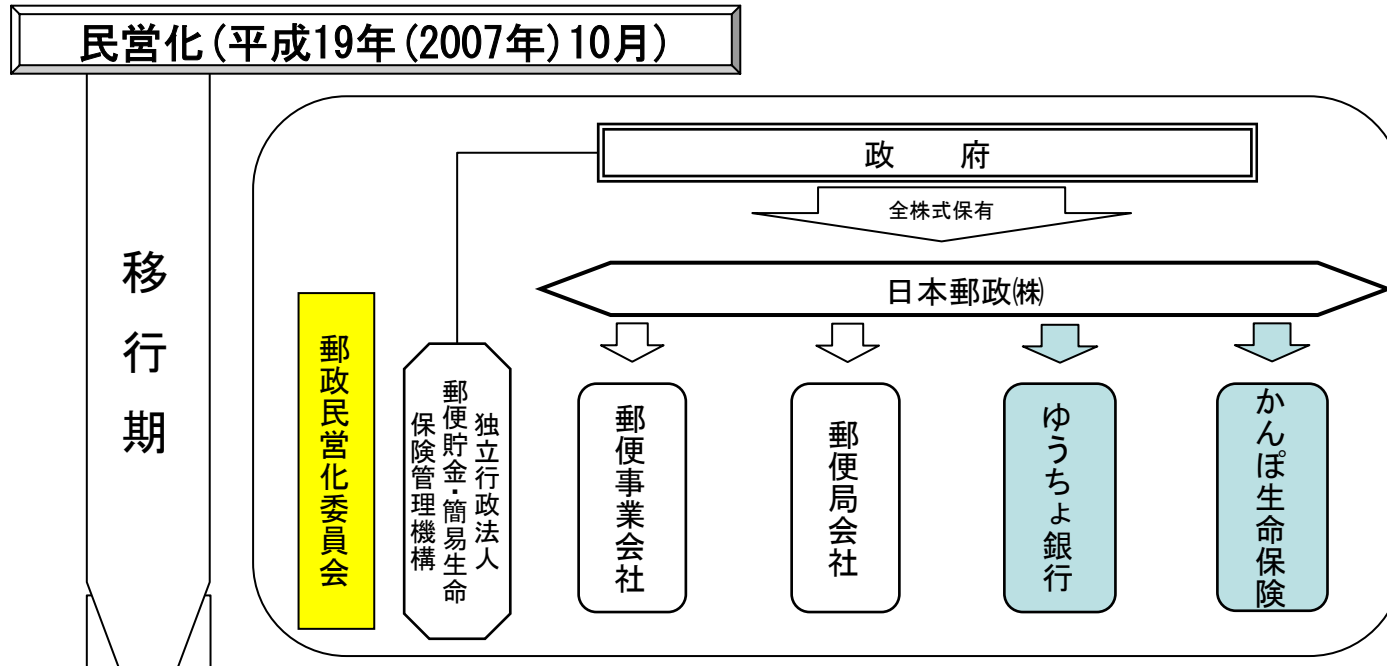 民営化(平成19年(2007年)10月)
移行期
政　府
全株式保有
日本郵政㈱
郵政民営化委員会
独立行政法人
郵便貯金・簡易生命
保険管理機構
郵便事業会社
郵便局会社
ゆうちょ銀行
かんぽ生命保険